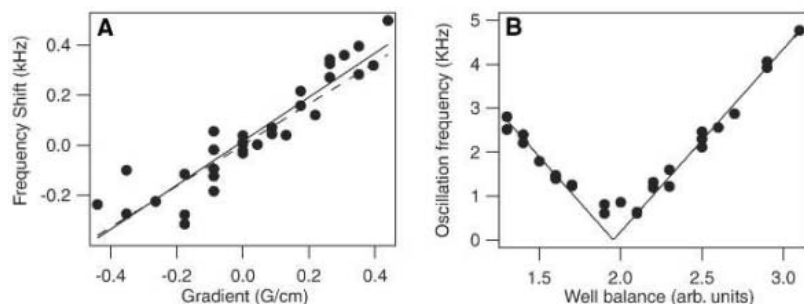 A
Frequency Shift (kHz)
0.4
0.2
0.0
-0.2
-0.4 -0.2 0.0 0.2 0.4
Gradient (G/cm)
B
Oscillation frequency (KHz)
5
4
3
2
1
0
1.5 2.0 2.5 3.0
Well balance (arb. units)